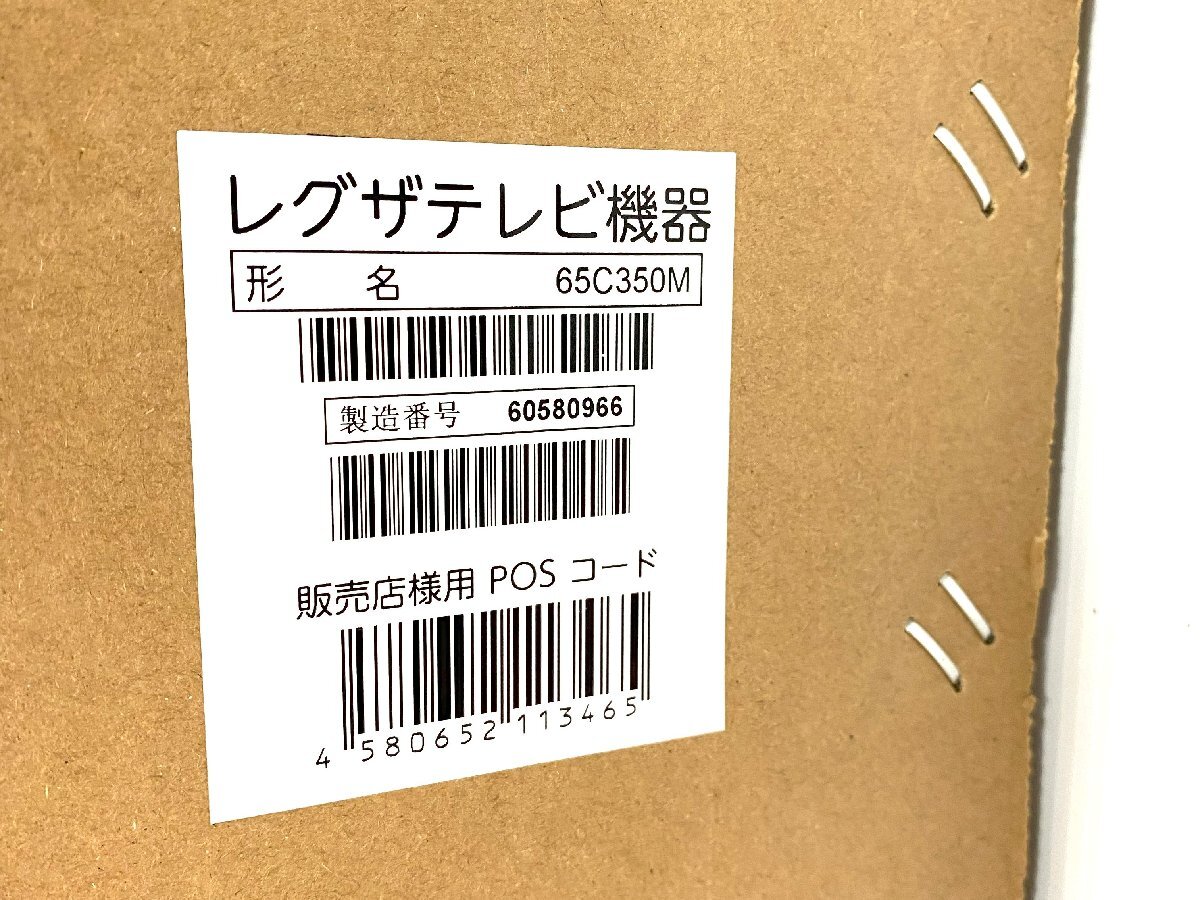 レグザテレビ機器
形 名 65C350M
製造番号 60580966
販売店様用 POS コード
4 580652 113465